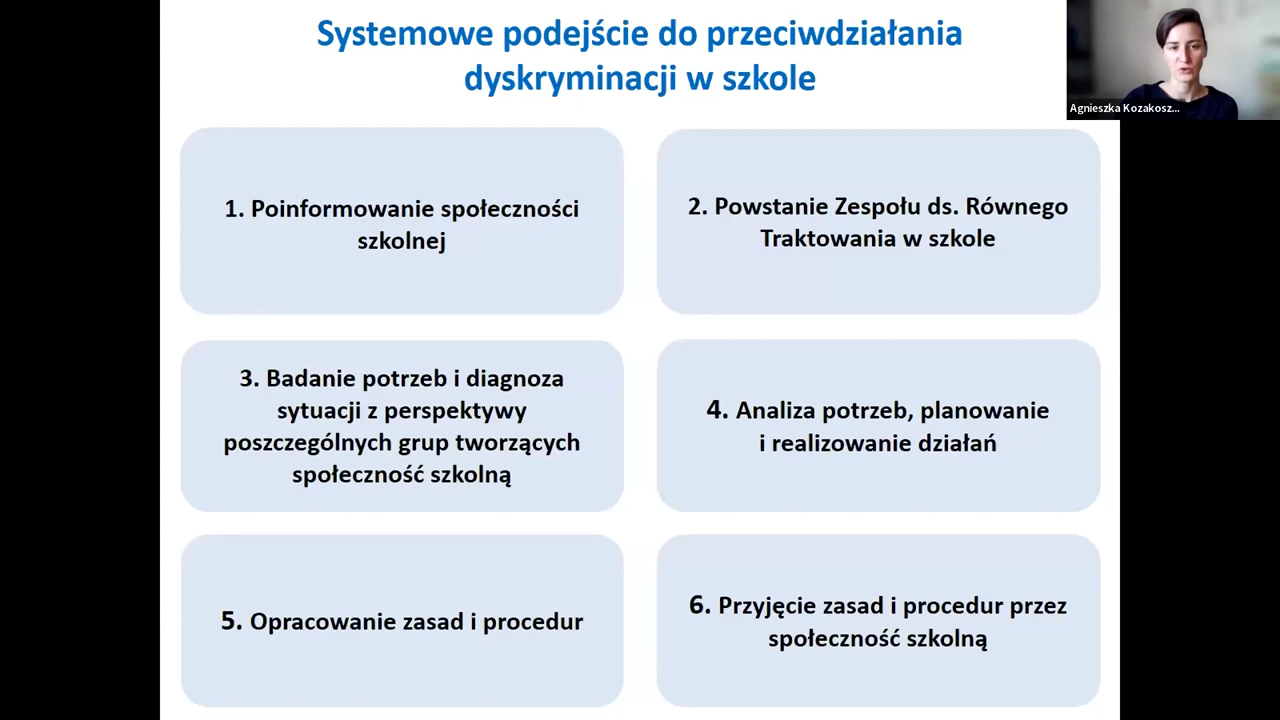 Systemowe podejście do przeciwdziałania
dyskryminacji w szkole
Agnieszka Kozakosz...
1. Poinformowanie społeczności
szkolnej
2. Powstanie Zespołu ds. Równego
Traktowania w szkole
3. Badanie potrzeb i diagnoza
sytuacji z perspektywy
poszczególnych grup tworzących
społeczność szkolną
4. Analiza potrzeb, planowanie
i realizowanie działań
5. Opracowanie zasad i procedur
6. Przyjęcie zasad i procedur przez
społeczność szkolną